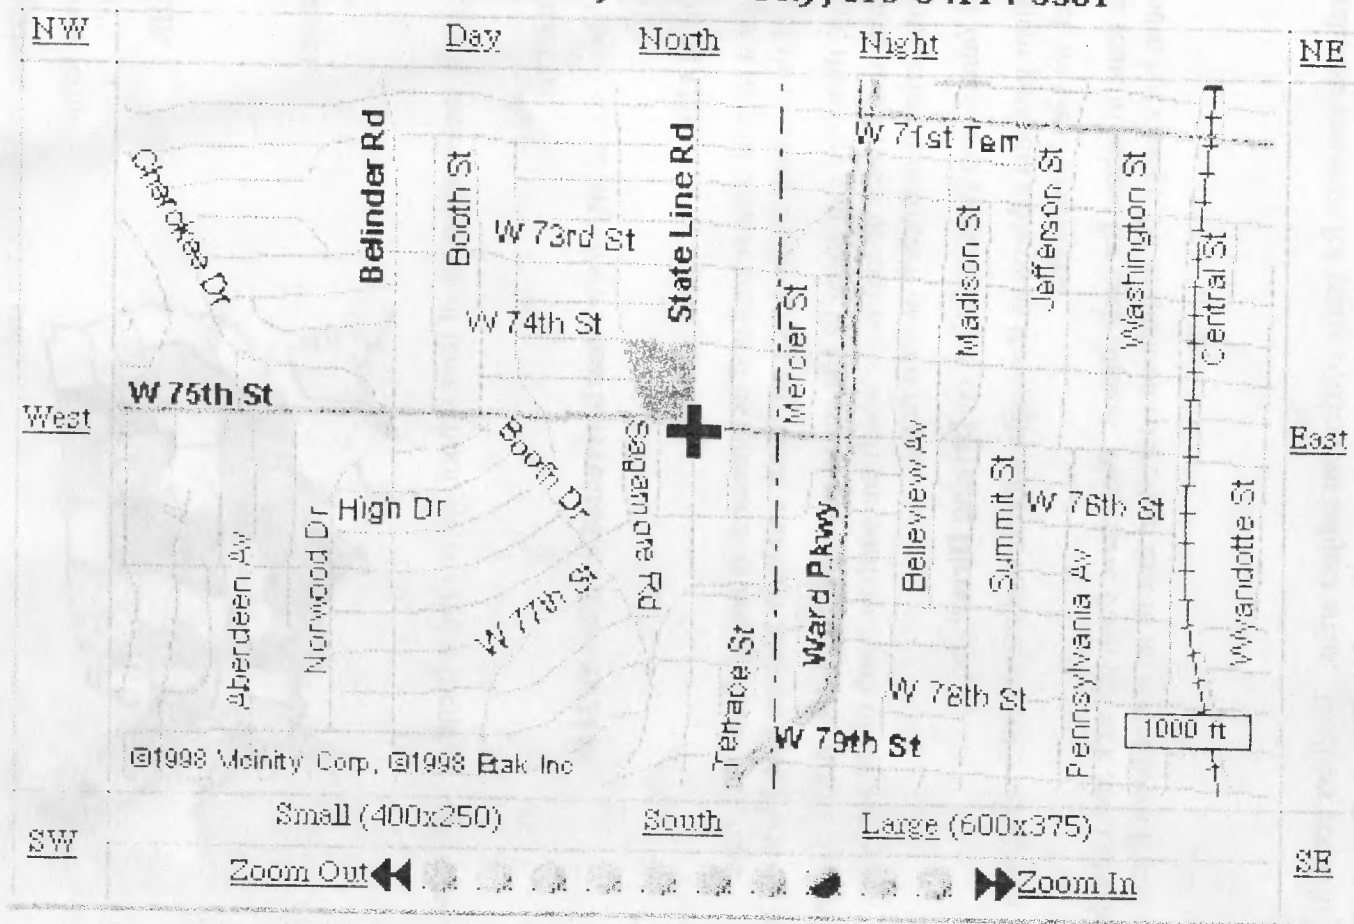 NW
Day
North
Night
NE
W 71st Terr
Cherokee Dr
Belinder Rd
Booth St
W 73rd St
State Line Rd
Madison St
Jefferson St
Washington St
Central St
W 74th St
Mercier St
W 75th St
West
East
Booth Dr
Sagamore Rd
High Dr
Belleview Av
Summit St
W 76th St
Wyandotte St
Aberdeen Av
Norwood Dr
W 77th St
Ward Pkwy
Pennsylvania Av
Terrace St
W 78th St
W 79th St
1000 ft
©1998 Vicinity Corp, ©1998 Etak Inc
Small (400x250)
South
Large (600x375)
SW
SE
Zoom Out
Zoom In